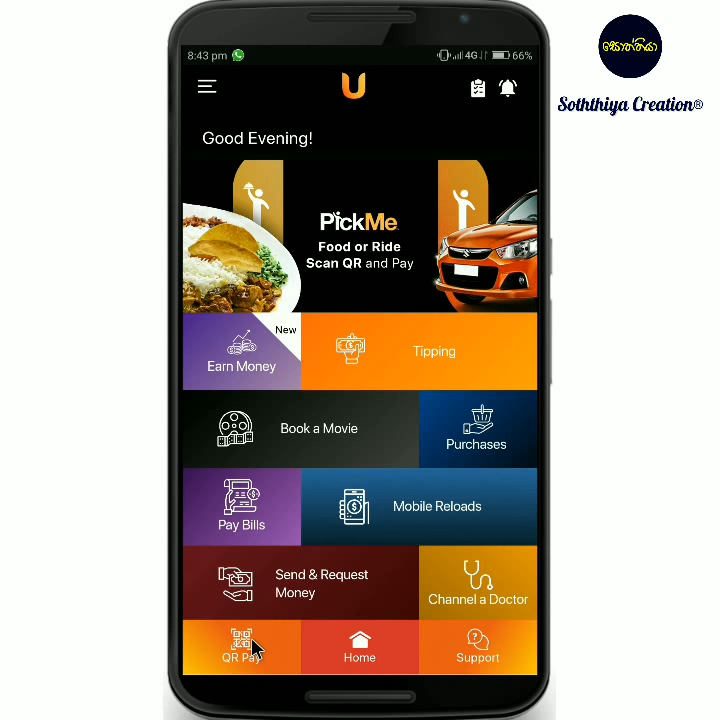 8:43 pm
4G 66%
සොත්තියා
Soththiya Creation®
U
Good Evening!
PickMe
Food or Ride
Scan QR and Pay
New
Earn Money
Tipping
Book a Movie
Purchases
Pay Bills
Mobile Reloads
Send & Request
Money
Channel a Doctor
QR Pay
Home
Support